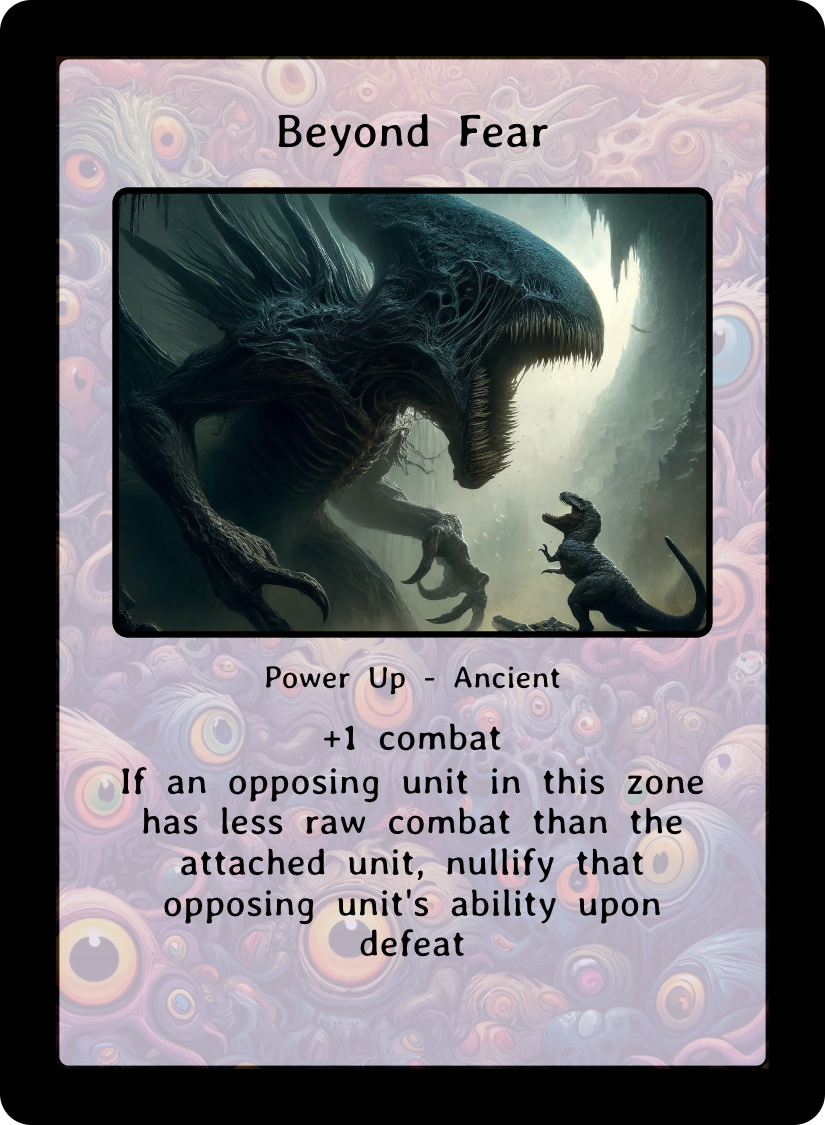 Beyond Fear
Power Up - Ancient
+1 combat
If an opposing unit in this zone
has less raw combat than the
attached unit, nullify that
opposing unit's ability upon
defeat